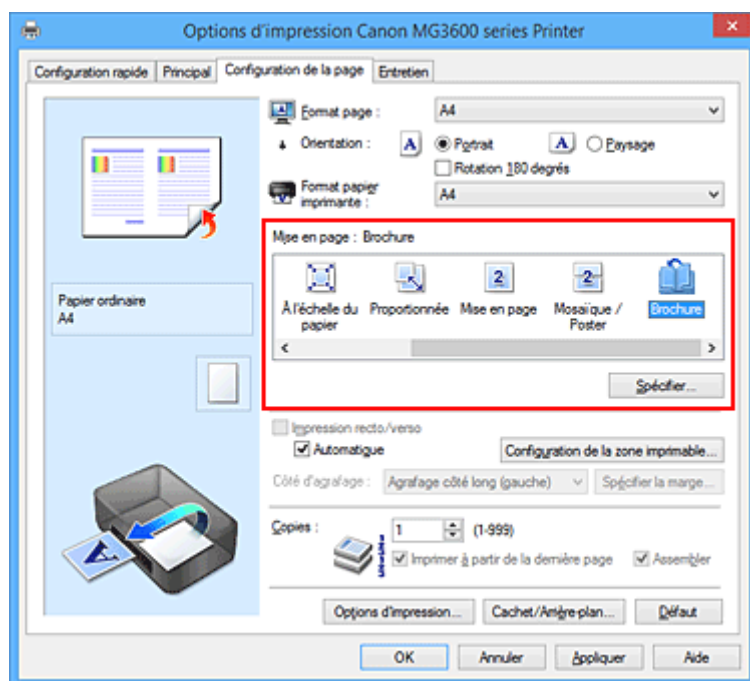 Options d'impression Canon MG3600 series Printer
Configuration rapide Principal Configuration de la page Entretien
Format page : A4
Orientation : A Portrait A Paysage
Rotation 180 degrés
Format papier
imprimante : A4
Mise en page : Brochure
À l'échelle du
papier
Proportionnée
2
Mise en page
2
Mosaïque /
Poster
Brochure
Spécifier...
Papier ordinaire
A4
Impression recto/verso
Automatique
Configuration de la zone imprimable...
Côté d'agrafage : Agrafage côté long (gauche) Spécifier la marge...
Copies : 1 (1-999)
Imprimer à partir de la dernière page Assembler
A
Options d'impression... Cachet/Arrière-plan... Défaut
OK Annuler Appliquer Aide